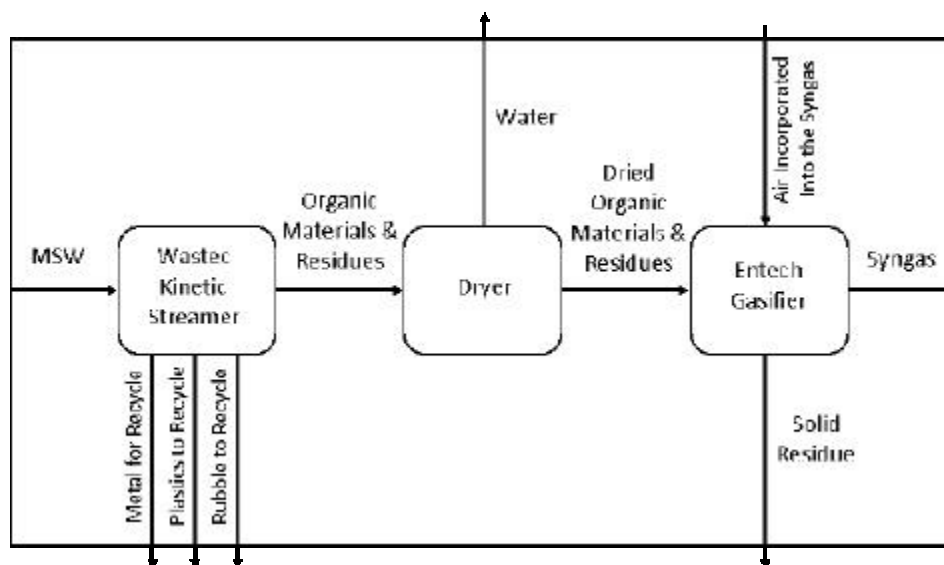 MSW
Wastec
Kinetic
Streamer
Metal for Recycle
Plastics to Recycle
Rubble to Recycle
Organic
Materials &
Residues
Dryer
Water
Dried
Organic
Materials &
Residues
Air Incorporated
Into the Syngas
Entech
Gasifier
Syngas
Solid
Residue